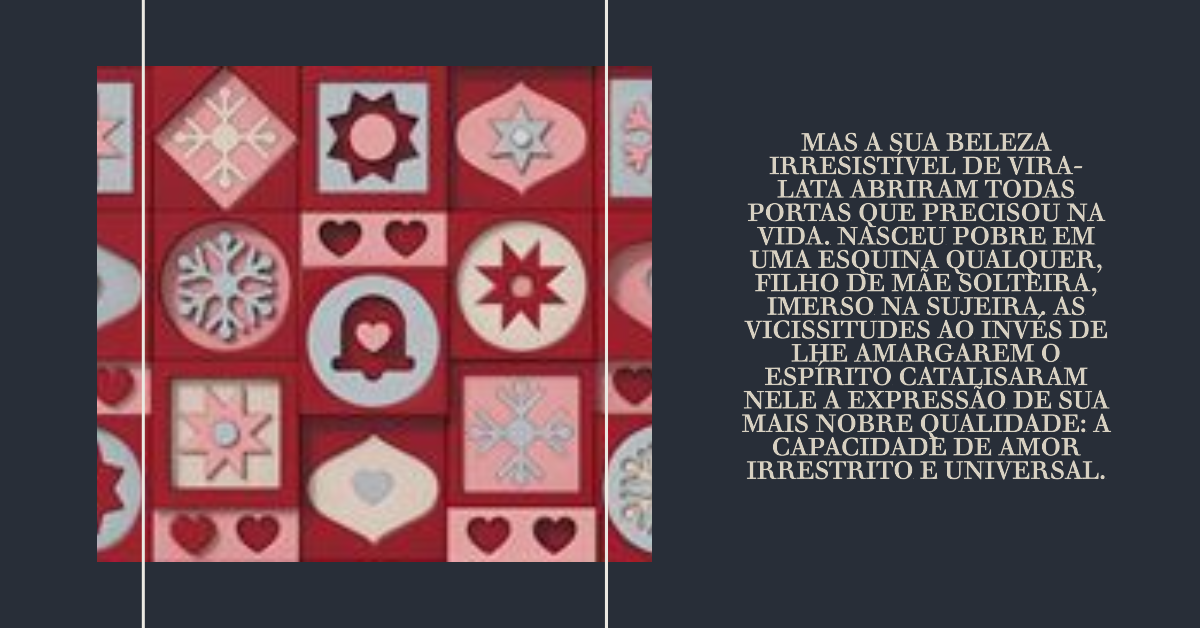 MAS A SUA BELEZA
IRRESISTÍVEL DE VIRA-
LATA ABRIRAM TODAS
PORTAS QUE PRECISOU NA
VIDA. NASCEU POBRE EM
UMA ESQUINA QUALQUER,
FILHO DE MÃE SOLTEIRA,
IMERSO NA SUJEIRA. AS
VICISSITUDES AO INVÉS DE
LHE AMARGAREM O
ESPÍRITO CATALISARAM
NELE A EXPRESSÃO DE SUA
MAIS NOBRE QUALIDADE: A
CAPACIDADE DE AMOR
IRRESTRITO E UNIVERSAL.